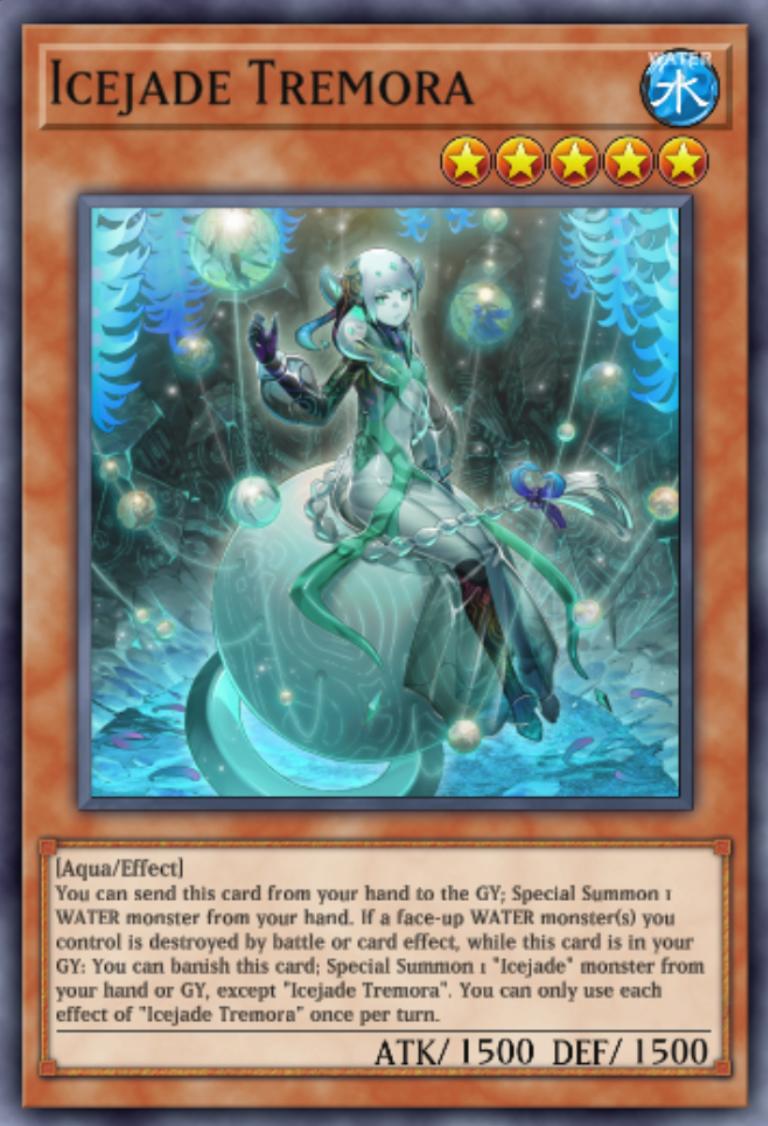 Icejade Tremora
WATER
水
[Aqua/Effect]
You can send this card from your hand to the GY; Special Summon 1
WATER monster from your hand. If a face-up WATER monster(s) you
control is destroyed by battle or card effect, while this card is in your
GY: You can banish this card; Special Summon 1 "Icejade" monster from
your hand or GY, except "Icejade Tremora". You can only use each
effect of "Icejade Tremora" once per turn.
ATK/ 1500 DEF/ 1500